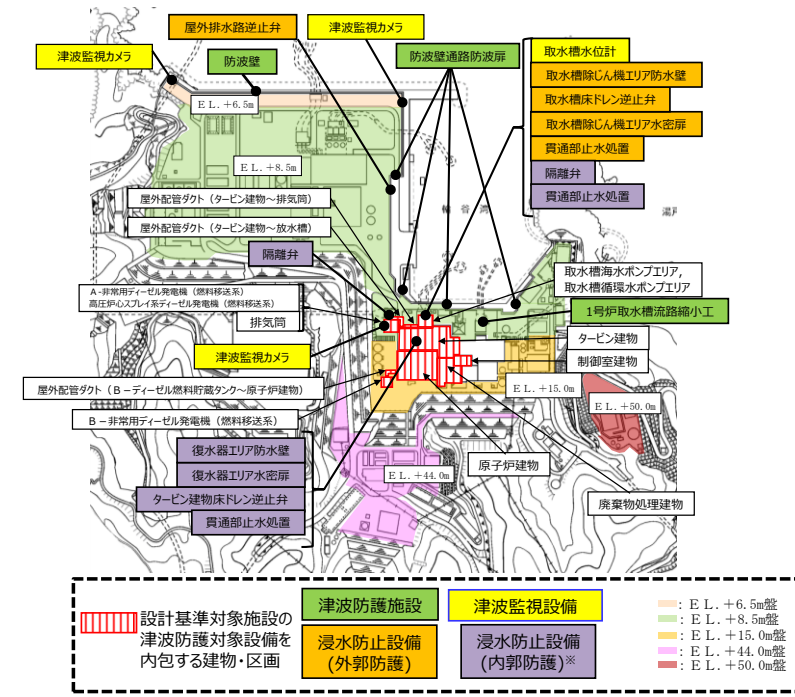 屋外排水路逆止弁
津波監視カメラ
津波監視カメラ
防波壁
防波壁通路防波扉
取水槽水位計
取水槽除じん機エリア防水壁
取水槽床ドレン逆止弁
取水槽除じん機エリア水密扉
貫通部止水処置
隔離弁
貫通部止水処置
ＥＬ.＋6.5m
ＥＬ.＋8.5m
屋外配管ダクト（タービン建物～排気筒）
屋外配管ダクト（タービン建物～放水槽）
隔離弁
Ａ-非常用ディーゼル発電機（燃料移送系）
高圧炉心スプレイ系ディーゼル発電機（燃料移送系）
排気筒
取水槽海水ポンプエリア，
取水槽循環水ポンプエリア
1号炉取水槽流路縮小工
津波監視カメラ
タービン建物
制御室建物
屋外配管ダクト（Ｂ－ディーゼル燃料貯蔵タンク～原子炉建物）
ＥＬ.＋15.0m
ＥＬ.＋50.0m
Ｂ－非常用ディーゼル発電機（燃料移送系）
復水器エリア防水壁
復水器エリア水密扉
タービン建物床ドレン逆止弁
貫通部止水処置
原子炉建物
ＥＬ.＋44.0m
廃棄物処理建物
設計基準対象施設の
津波防護対象設備を
内包する建物・区画
津波防護施設
津波監視設備
浸水防止設備
(外郭防護)
浸水防止設備
(内郭防護)※
：ＥＬ.＋6.5m盤
：ＥＬ.＋8.5m盤
：ＥＬ.＋15.0m盤
：ＥＬ.＋44.0m盤
：ＥＬ.＋50.0m盤